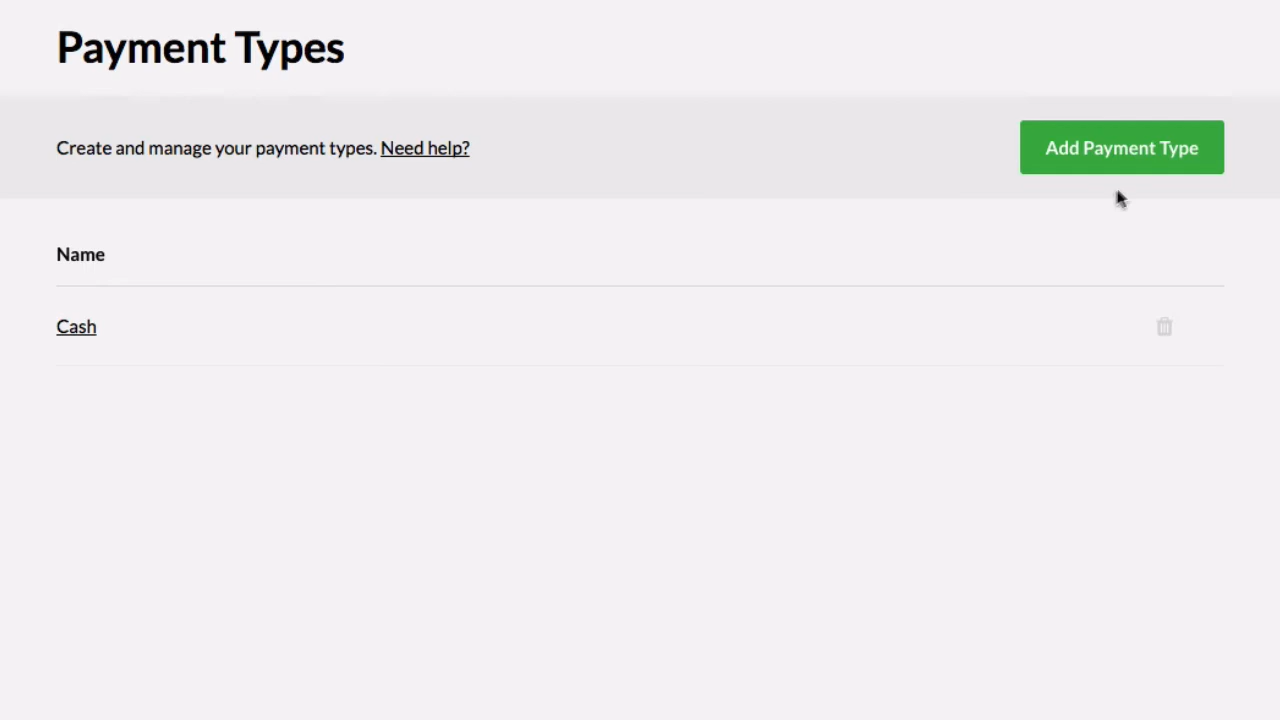 Payment Types
Create and manage your payment types. Need help?
Add Payment Type
Name
Cash